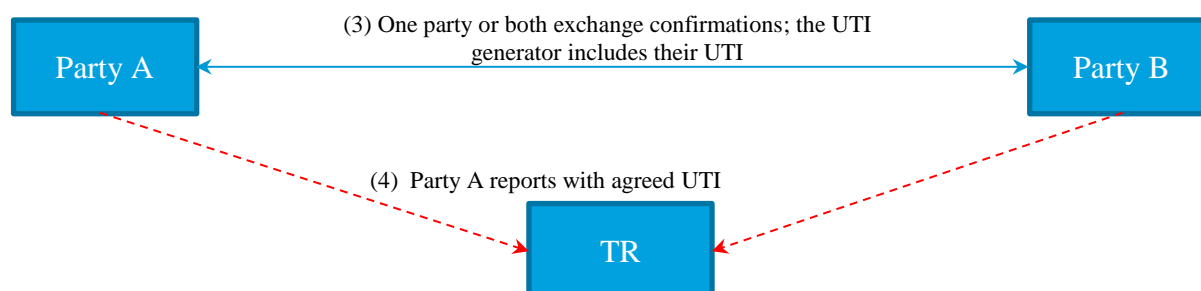 (3) One party or both exchange confirmations; the UTI
generator includes their UTI
Party A
Party B
(4) Party A reports with agreed UTI
TR